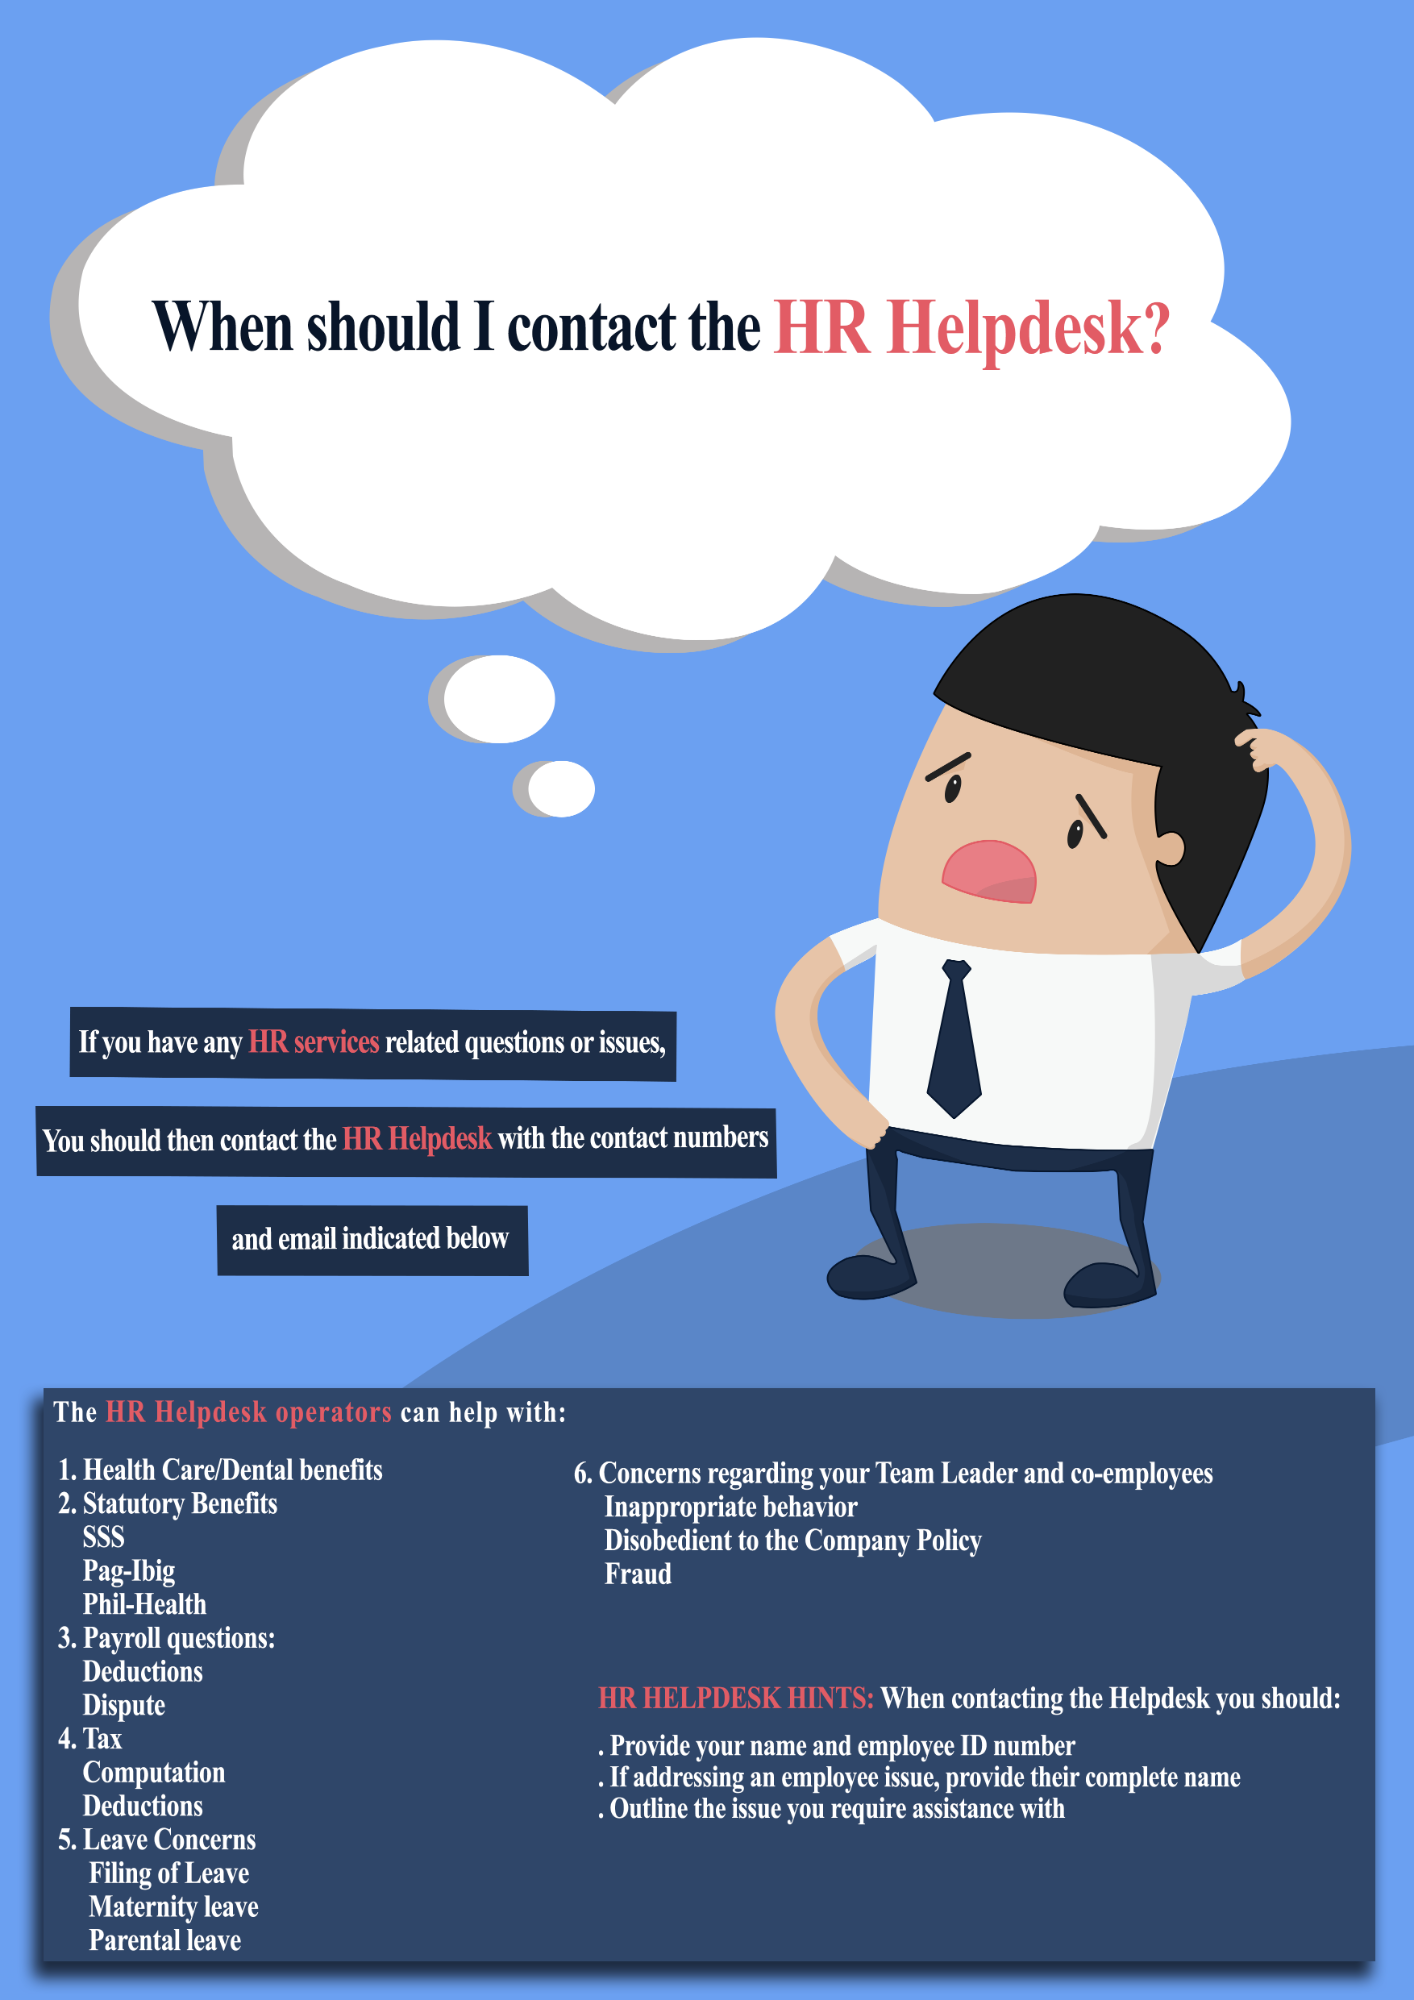 When should I contact the HR Helpdesk?
If you have any HR services related questions or issues,
You should then contact the HR Helpdesk with the contact numbers
and email indicated below
The HR Helpdesk operators can help with:
1. Health Care/Dental benefits
2. Statutory Benefits
SSS
Pag-Ibig
Phil-Health
3. Payroll questions:
Deductions
Dispute
4. Tax
Computation
Deductions
5. Leave Concerns
Filing of Leave
Maternity leave
Parental leave
6. Concerns regarding your Team Leader and co-employees
Inappropriate behavior
Disobedient to the Company Policy
Fraud
HR HELPDESK HINTS: When contacting the Helpdesk you should:
. Provide your name and employee ID number
. If addressing an employee issue, provide their complete name
. Outline the issue you require assistance with